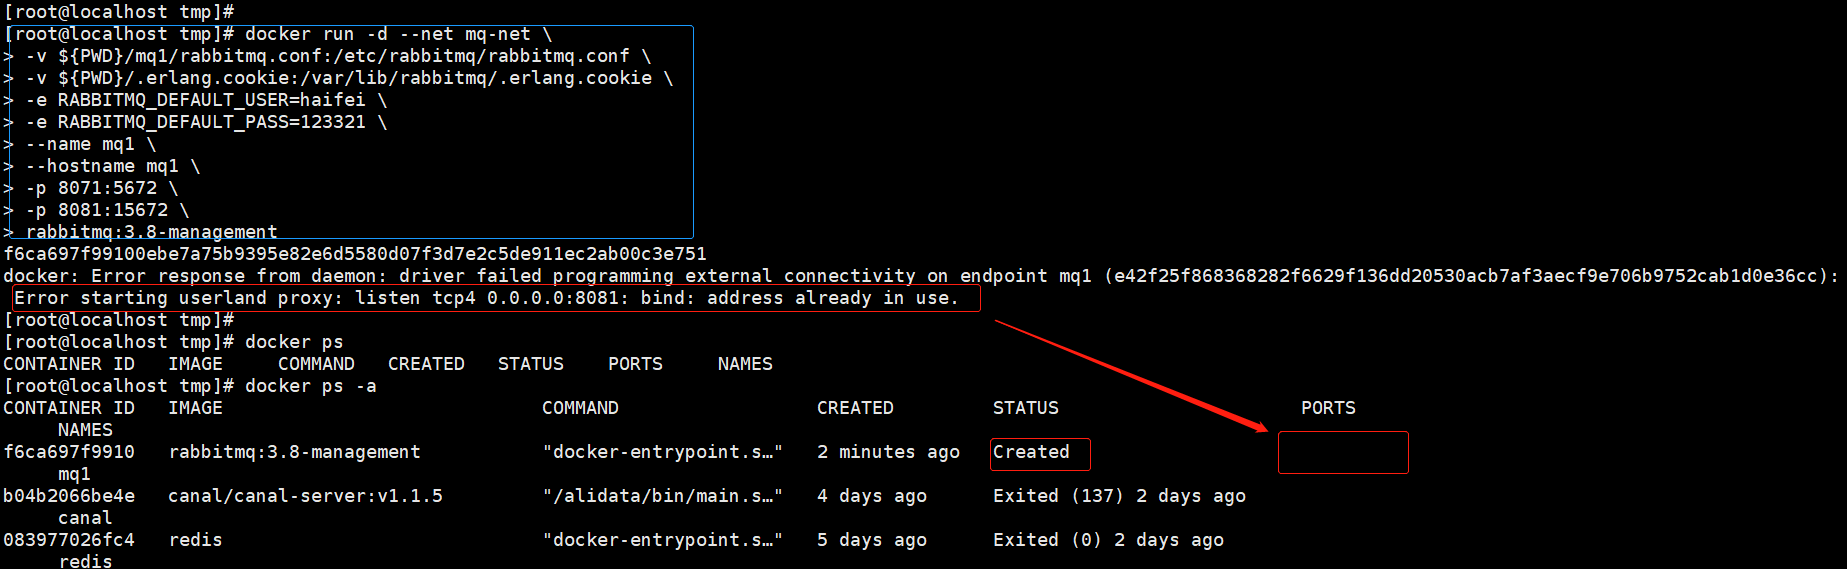 [root@localhost tmp]#
[root@localhost tmp]# docker run -d --net mq-net \
> -v ${PWD}/mq1/rabbitmq.conf:/etc/rabbitmq/rabbitmq.conf \
> -v ${PWD}/.erlang.cookie:/var/lib/rabbitmq/.erlang.cookie \
> -e RABBITMQ_DEFAULT_USER=haifei \
> -e RABBITMQ_DEFAULT_PASS=123321 \
> --name mq1 \
> --hostname mq1 \
> -p 8071:5672 \
> -p 8081:15672 \
> rabbitmq:3.8-management
f6ca697f99100ebe7a75b9395e82e6d5580d07f3d7e2c5de911ec2ab00c3e751
docker: Error response from daemon: driver failed programming external connectivity on endpoint mq1 (e42f25f868368282f6629f136dd20530acb7af3aecf9e706b9752cab1d0e36cc):
Error starting userland proxy: listen tcp4 0.0.0.0:8081: bind: address already in use.
[root@localhost tmp]#
[root@localhost tmp]# docker ps
CONTAINER ID   IMAGE     COMMAND   CREATED   STATUS    PORTS     NAMES
[root@localhost tmp]# docker ps -a
CONTAINER ID   IMAGE                             COMMAND                  CREATED         STATUS                      PORTS
     NAMES
f6ca697f9910   rabbitmq:3.8-management           "docker-entrypoint.s…"   2 minutes ago   Created
     mq1
b04b2066be4e   canal/canal-server:v1.1.5         "/alidata/bin/main.s…"   4 days ago      Exited (137) 2 days ago
     canal
083977026fc4   redis                             "docker-entrypoint.s…"   5 days ago      Exited (0) 2 days ago
     redis